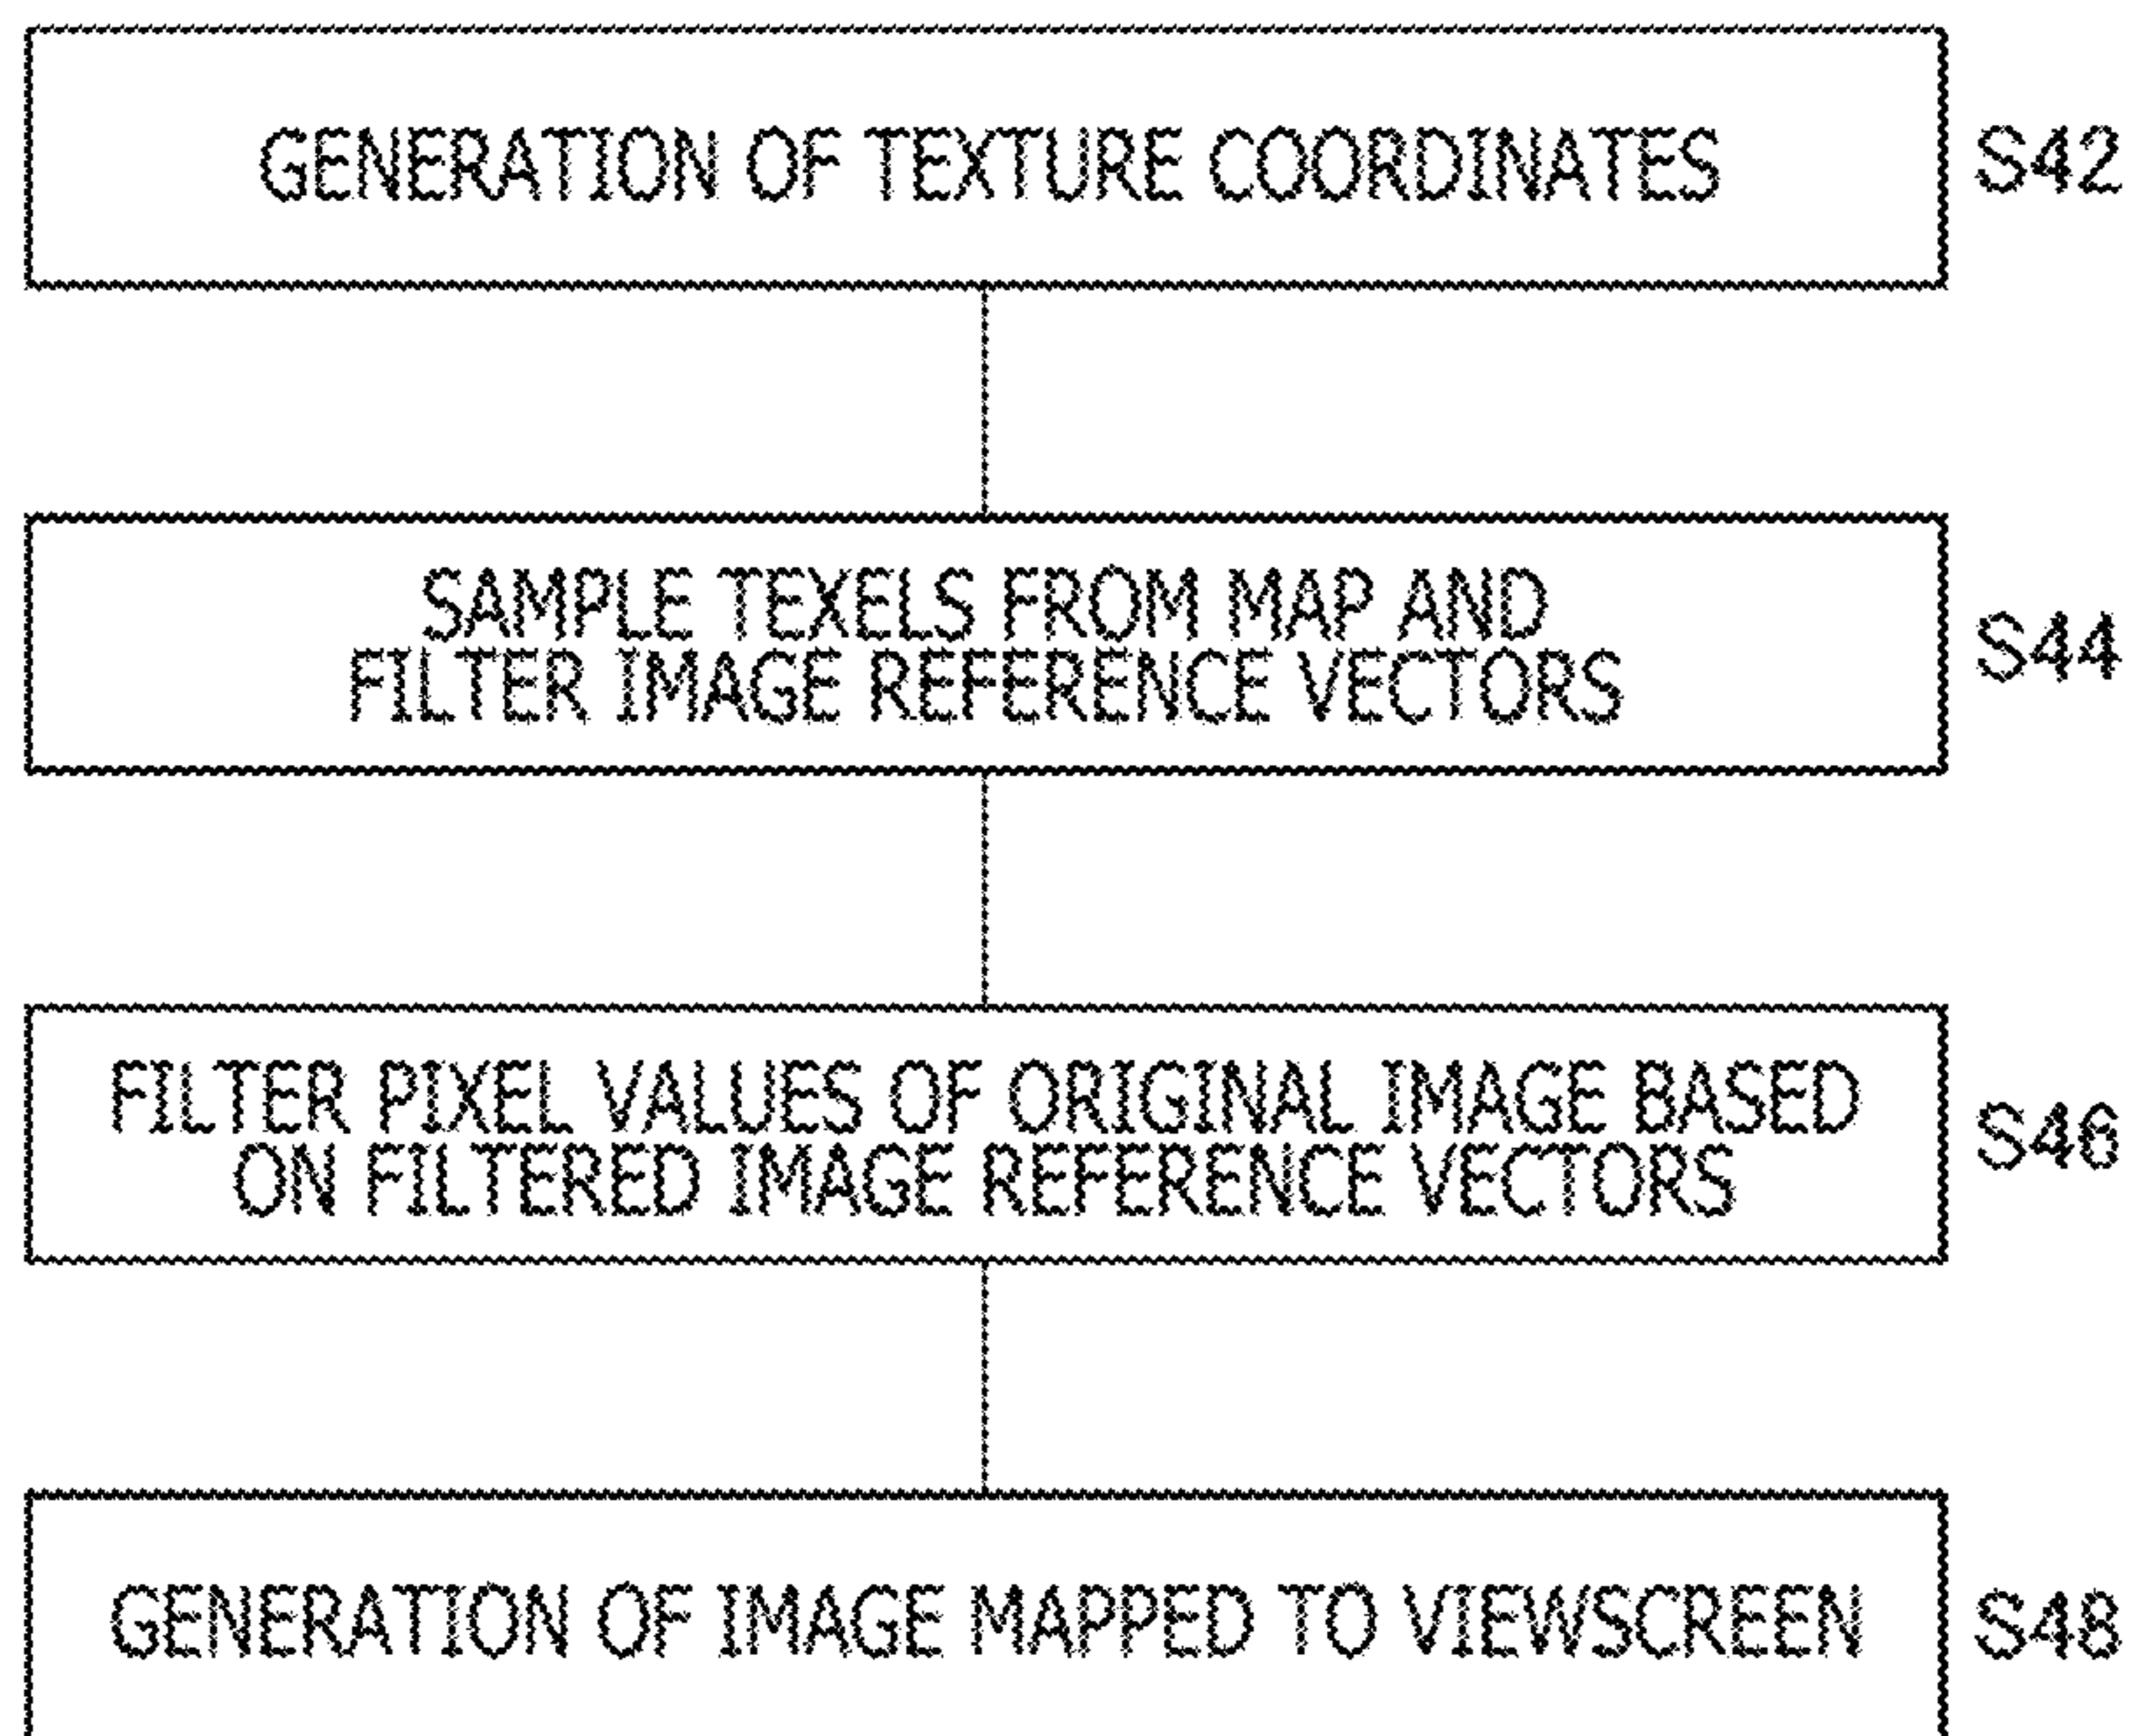 GENERATION OF TEXTURE COORDINATES
S42
SAMPLE TEXELS FROM MAP AND
FILTER IMAGE REFERENCE VECTORS
S44
FILTER PIXEL VALUES OF ORIGINAL IMAGE BASED
ON FILTERED IMAGE REFERENCE VECTORS
S46
GENERATION OF IMAGE MAPPED TO VIEWSCREEN
S48